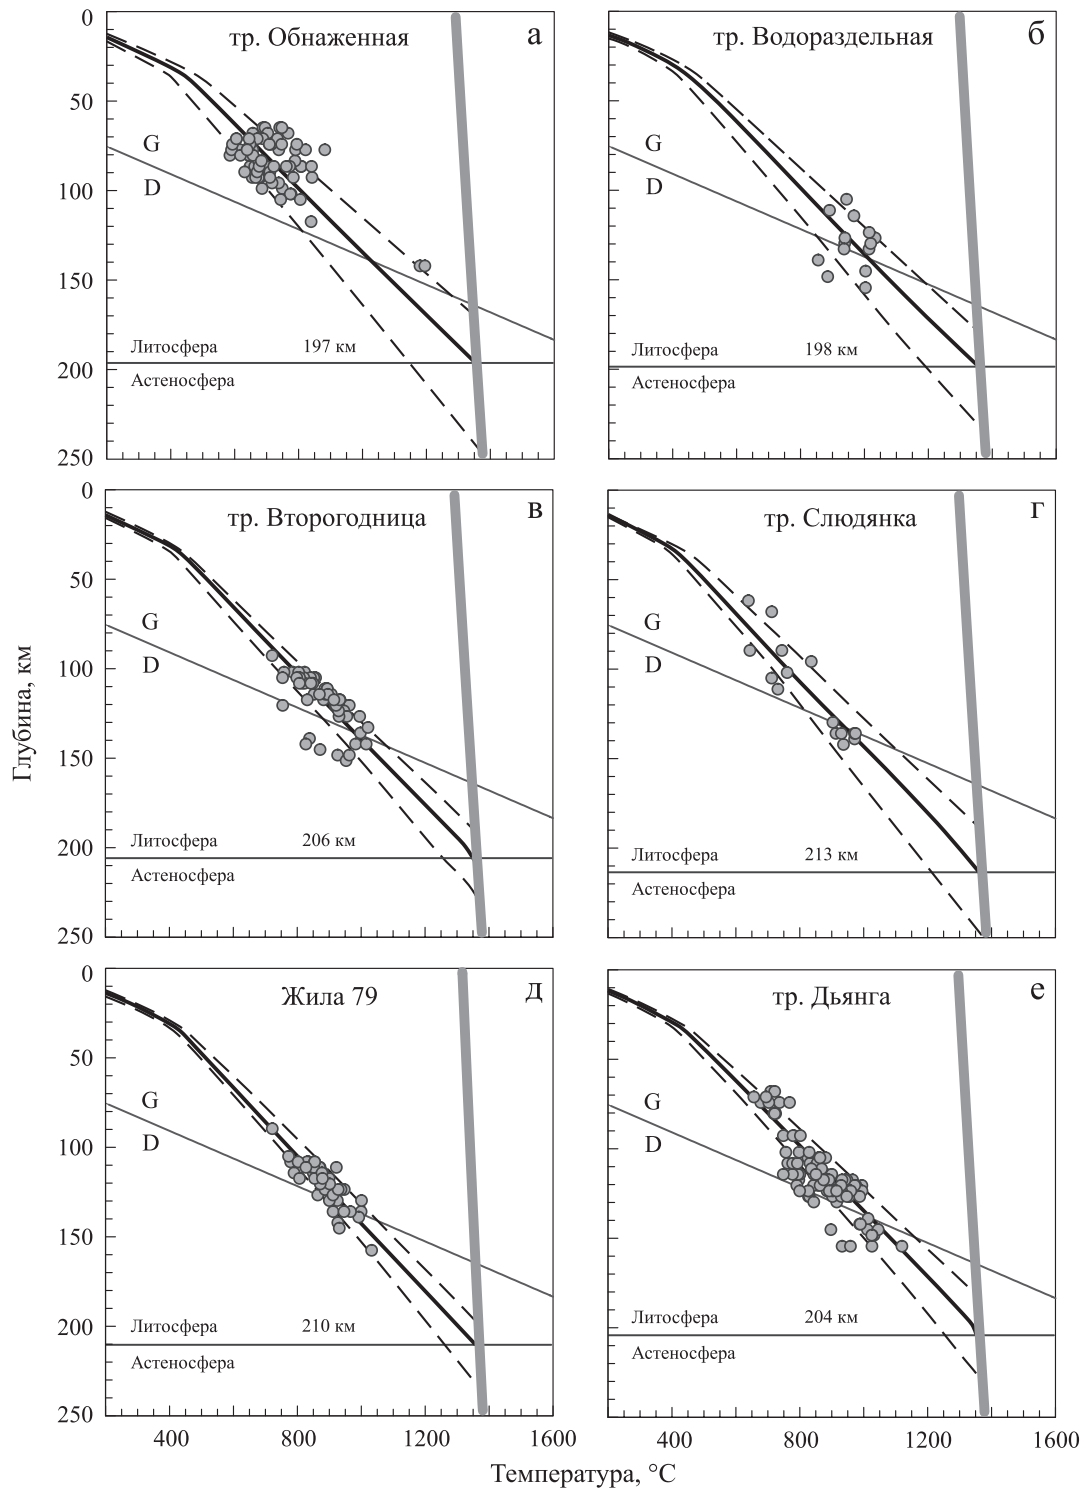 0
50
100
150
200
250
тр. Обнаженная
а
G
D
Литосфера
197 км
Астеносфера
тр. Водораздельная
б
G
D
Литосфера
198 км
Астеносфера
0
50
100
150
200
250
тр. Второгодница
в
G
D
Литосфера
206 км
Астеносфера
тр. Слюдянка
г
G
D
Литосфера
213 км
Астеносфера
Глубина, км
0
50
100
150
200
250
Жила 79
д
G
D
Литосфера
210 км
Астеносфера
тр. Дьянга
е
G
D
Литосфера
204 км
Астеносфера
400
800
1200
1600
400
800
1200
1600
Температура, °C